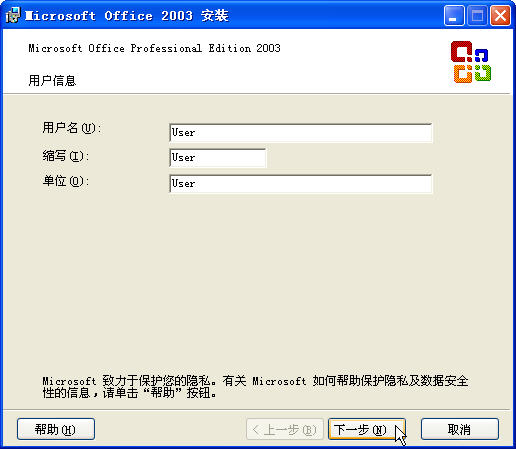 Microsoft Office 2003 安装
Microsoft Office Professional Edition 2003
用户信息
用户名(U): User
缩写(I): User
单位(O): User
Microsoft 致力于保护您的隐私。有关 Microsoft 如何帮助保护隐私及数据安全
性的信息，请单击“帮助”按钮。
帮助(H) < 上一步(B) 下一步(N) > 取消